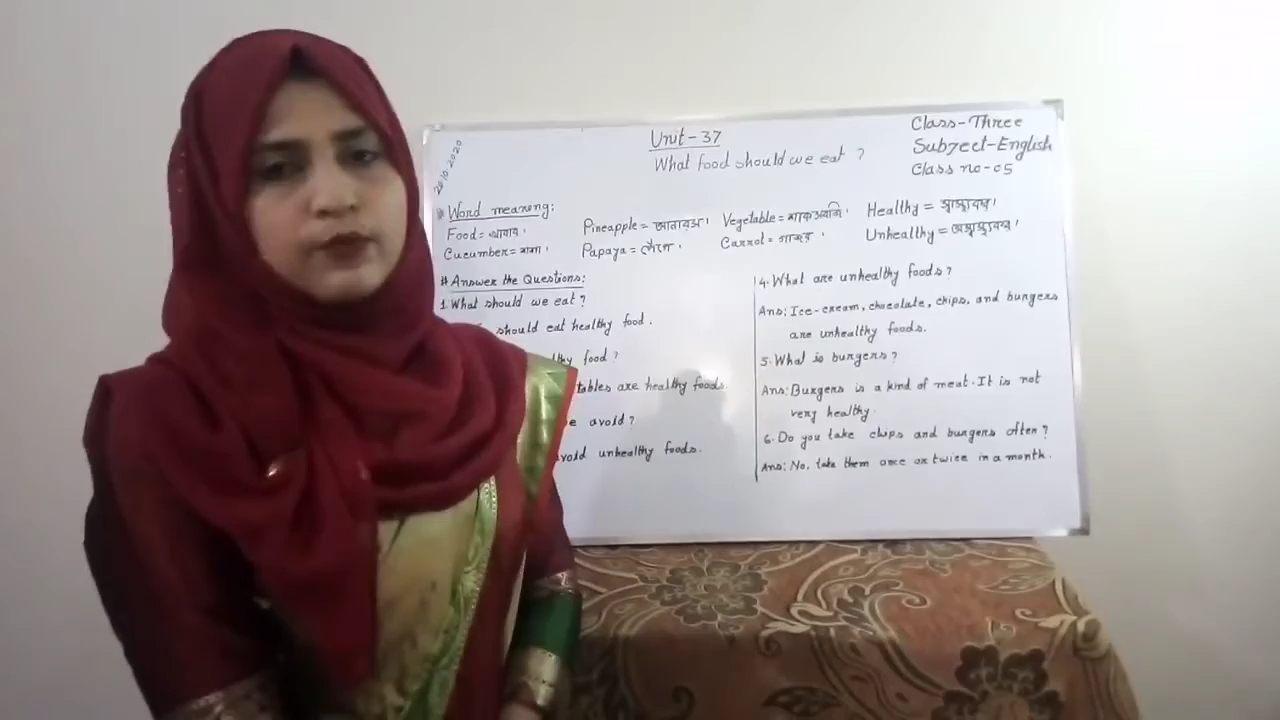 Unit-37
What food should we eat ?
Class-Three
Subject-English
Class no-05
20.10.2020
# Word meaning:
Food= খাবার।
Cucumber= শসা।
Pineapple= আনারস।
Papaya= পেঁপে।
Vegetable= শাকসবজি।
Carrot= গাজর।
Healthy= স্বাস্থ্যকর।
Unhealthy= অস্বাস্থ্যকর।
# Answer the Questions:
1. What should we eat ?
should eat healthy food.
food ?
are healthy foods.
avoid ?
unhealthy foods.
4. What are unhealthy foods?
Ans: Ice-cream, chocolate, chips, and burgers
are unhealthy foods.
5. What is burgers ?
Ans: Burgers is a kind of meat. It is not
very healthy.
6. Do you take chips and burgers often ?
Ans: No, take them once or twice in a month.